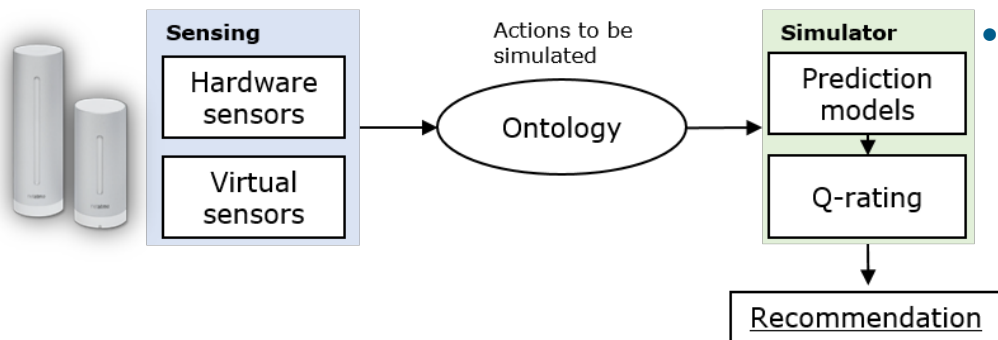 Sensing
Hardware
sensors
Virtual
sensors
Actions to be
simulated
Ontology
Simulator
Prediction
models
Q-rating
Recommendation